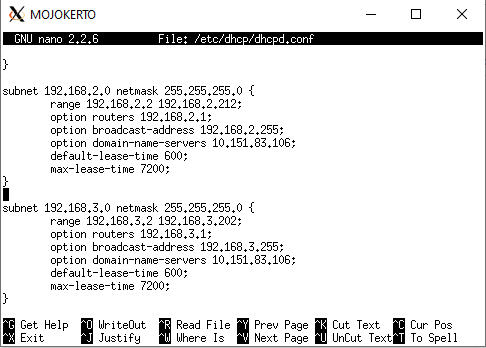 MOJOKERTO
GNU nano 2.2.6 File: /etc/dhcp/dhcpd.conf
}
subnet 192.168.2.0 netmask 255.255.255.0 {
range 192.168.2.2 192.168.2.212;
option routers 192.168.2.1;
option broadcast-address 192.168.2.255;
option domain-name-servers 10.151.83.106;
default-lease-time 600;
max-lease-time 7200;
}
subnet 192.168.3.0 netmask 255.255.255.0 {
range 192.168.3.2 192.168.3.202;
option routers 192.168.3.1;
option broadcast-address 192.168.3.255;
option domain-name-servers 10.151.83.106;
default-lease-time 600;
max-lease-time 7200;
}
^G Get Help ^O WriteOut ^R Read File ^Y Prev Page ^K Cut Text ^C Cur Pos
^X Exit ^J Justify ^W Where Is ^V Next Page ^U UnCut Text ^T To Spell